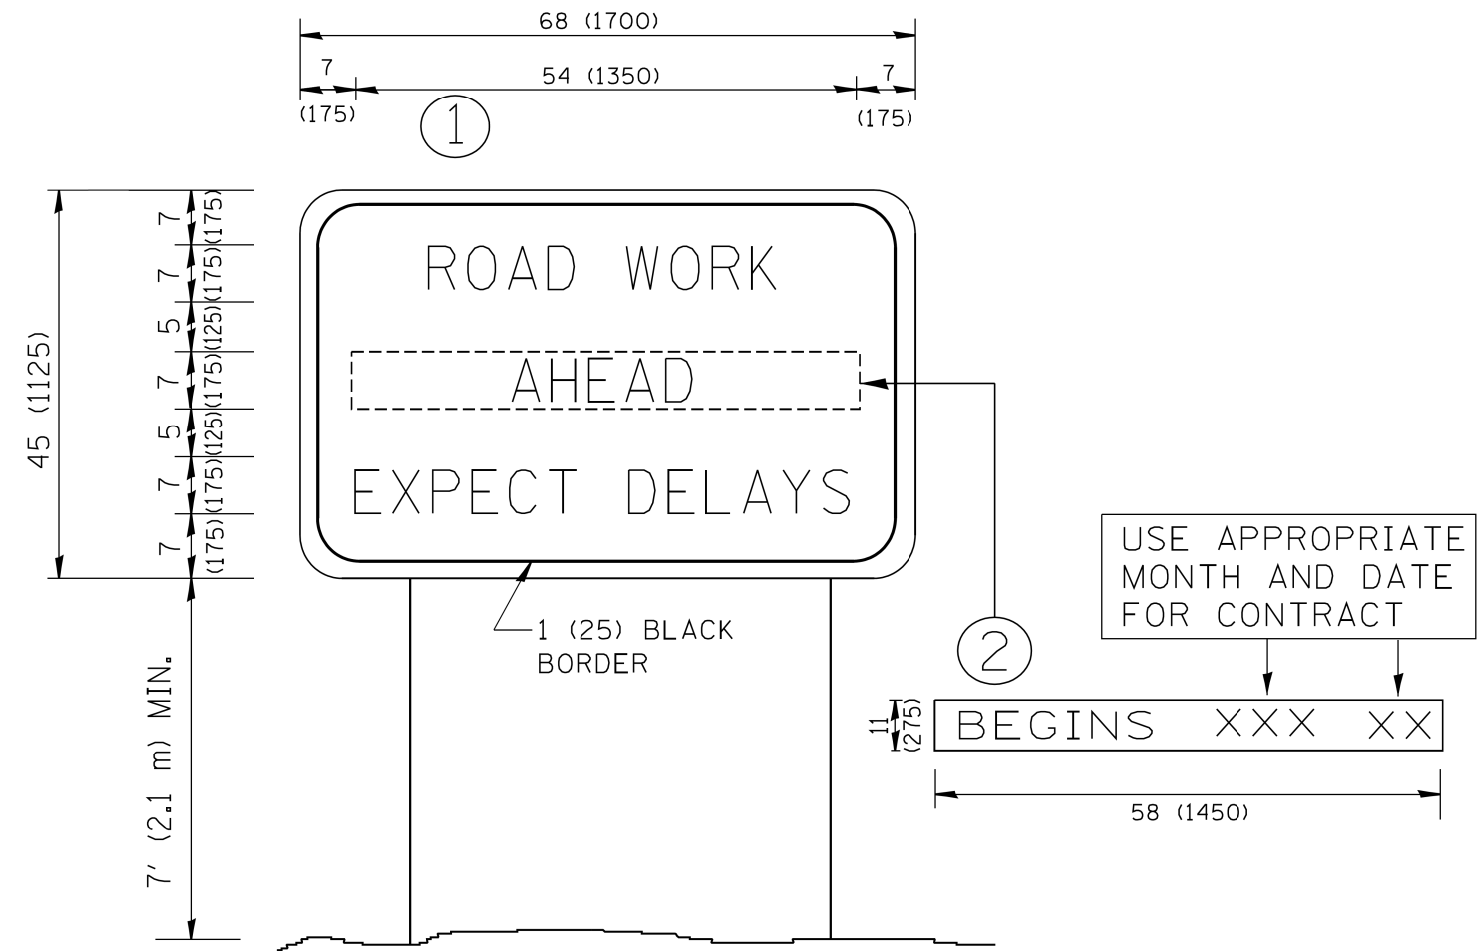 68 (1700)
7
54 (1350)
7
(175)
(175)
1
45 (1125)
7
(175)
7
(175)
5
(125)
7
(175)
5
(125)
7
(175)
7
(175)
ROAD WORK
AHEAD
EXPECT DELAYS
1 (25) BLACK
BORDER
7' (2.1 m) MIN.
2
USE APPROPRIATE
MONTH AND DATE
FOR CONTRACT
11
(275)
BEGINS XXX XX
58 (1450)